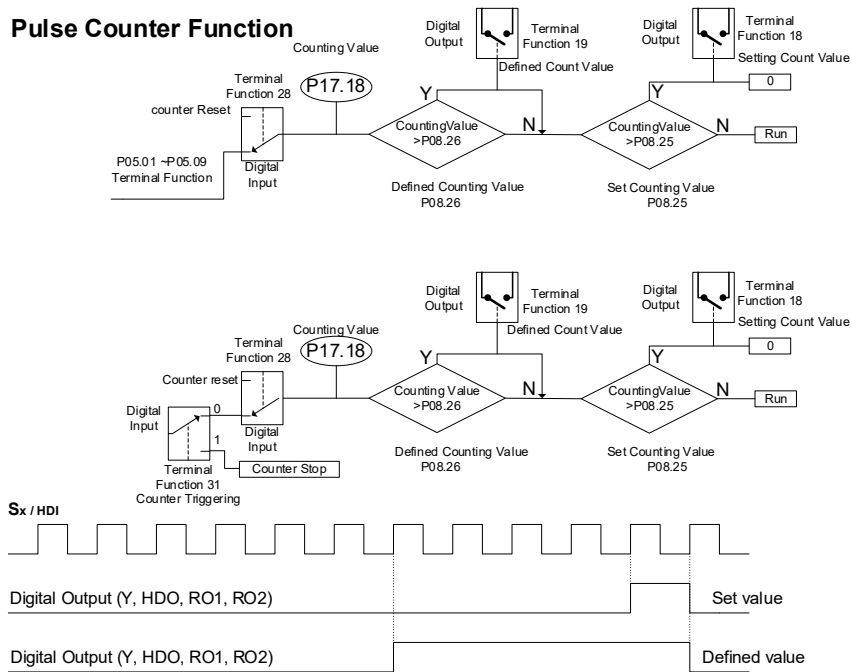 Pulse Counter Function
Counting Value
Digital
Output
Terminal
Function 19
Defined Count Value
Digital
Output
Terminal
Function 18
Setting Count Value
0
Terminal
Function 28
P17.18
counter Reset
Y
N
Y
N
CountingValue
>P08.26
CountingValue
>P08.25
Run
P05.01 ~P05.09
Terminal Function
Digital
Input
Defined Counting Value
P08.26
Set Counting Value
P08.25
Digital
Output
Terminal
Function 19
Defined Count Value
Digital
Output
Terminal
Function 18
Setting Count Value
0
Terminal
Function 28
Counting Value
P17.18
Counter reset
Y
N
Y
N
Counting Value
>P08.26
CountingValue
>P08.25
Run
Digital
Input
0
1
Digital
Input
Counter Stop
Defined Counting Value
P08.26
Set Counting Value
P08.25
Terminal
Function 31
Counter Triggering
Sx / HDI
Digital Output (Y, HDO, RO1, RO2)
Set value
Digital Output (Y, HDO, RO1, RO2)
Defined value